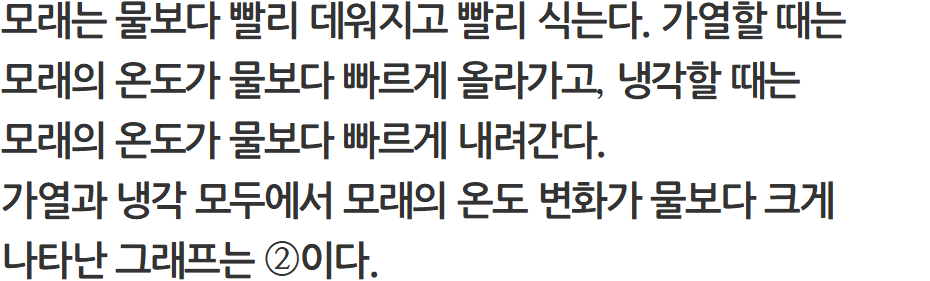 모래는 물보다 빨리 데워지고 빨리 식는다. 가열할 때는
모래의 온도가 물보다 빠르게 올라가고, 냉각할 때는
모래의 온도가 물보다 빠르게 내려간다.
가열과 냉각 모두에서 모래의 온도 변화가 물보다 크게
나타난 그래프는 ②이다.